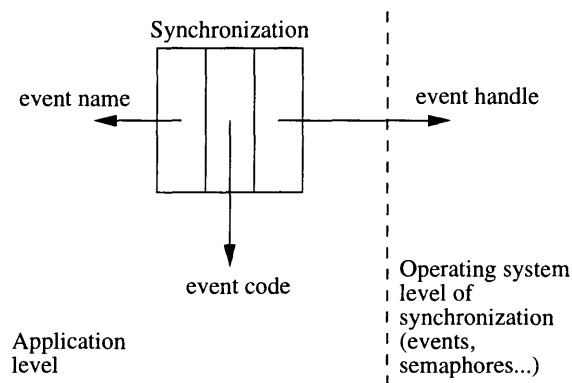 Synchronization
event name
event handle
event code
Operating system
level of
synchronization
(events,
semaphores...)
Application
level